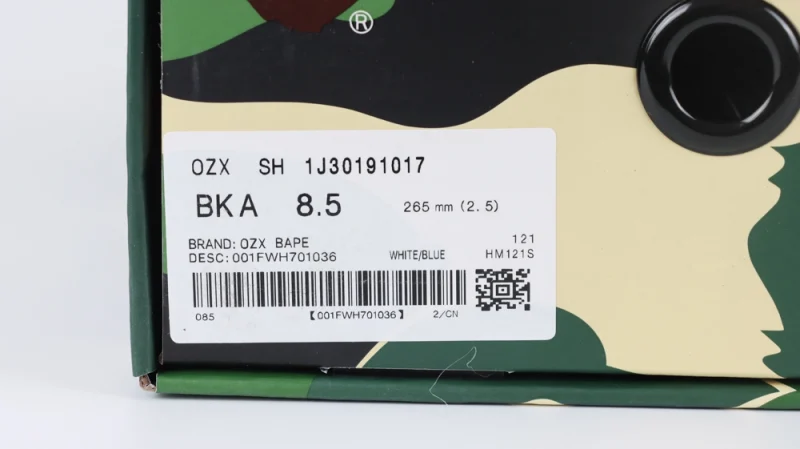 ®
OZX SH 1J30191017
BKA 8.5 265 mm (2.5)
BRAND: OZX BAPE 121
DESC: 001FWH701036 WHITE/BLUE HM121S
085 【001FWH701036】 2/CN